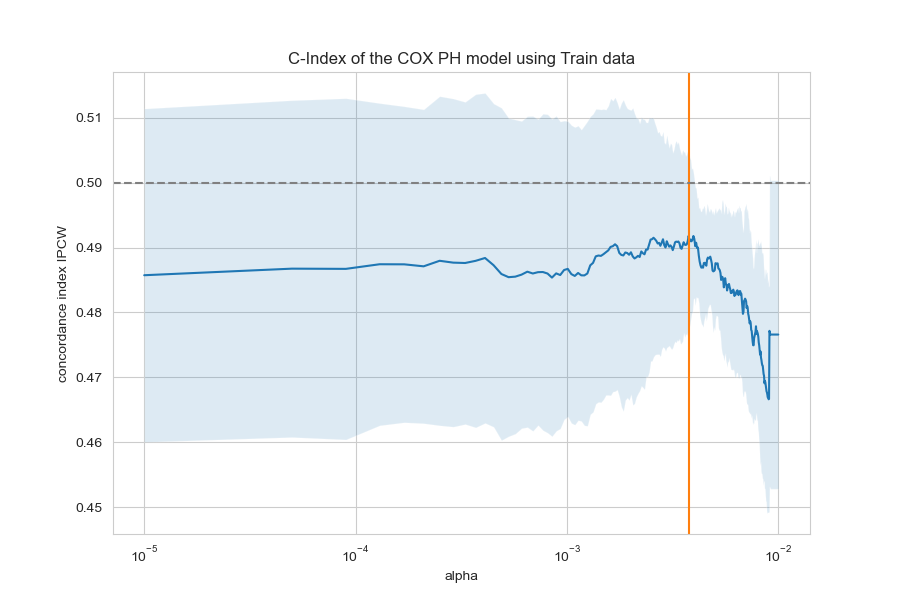 C-Index of the COX PH model using Train data
concordance index IPCW
0.51
0.50
0.49
0.48
0.47
0.46
0.45
10⁻⁵ 10⁻⁴ 10⁻³ 10⁻²
alpha